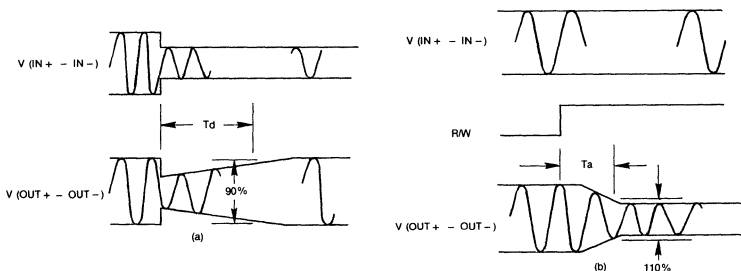 V (IN + − IN −)
Td
V (OUT + − OUT −)
90%
(a)
V (IN + − IN −)
R/W
Ta
V (OUT + − OUT −)
110%
(b)